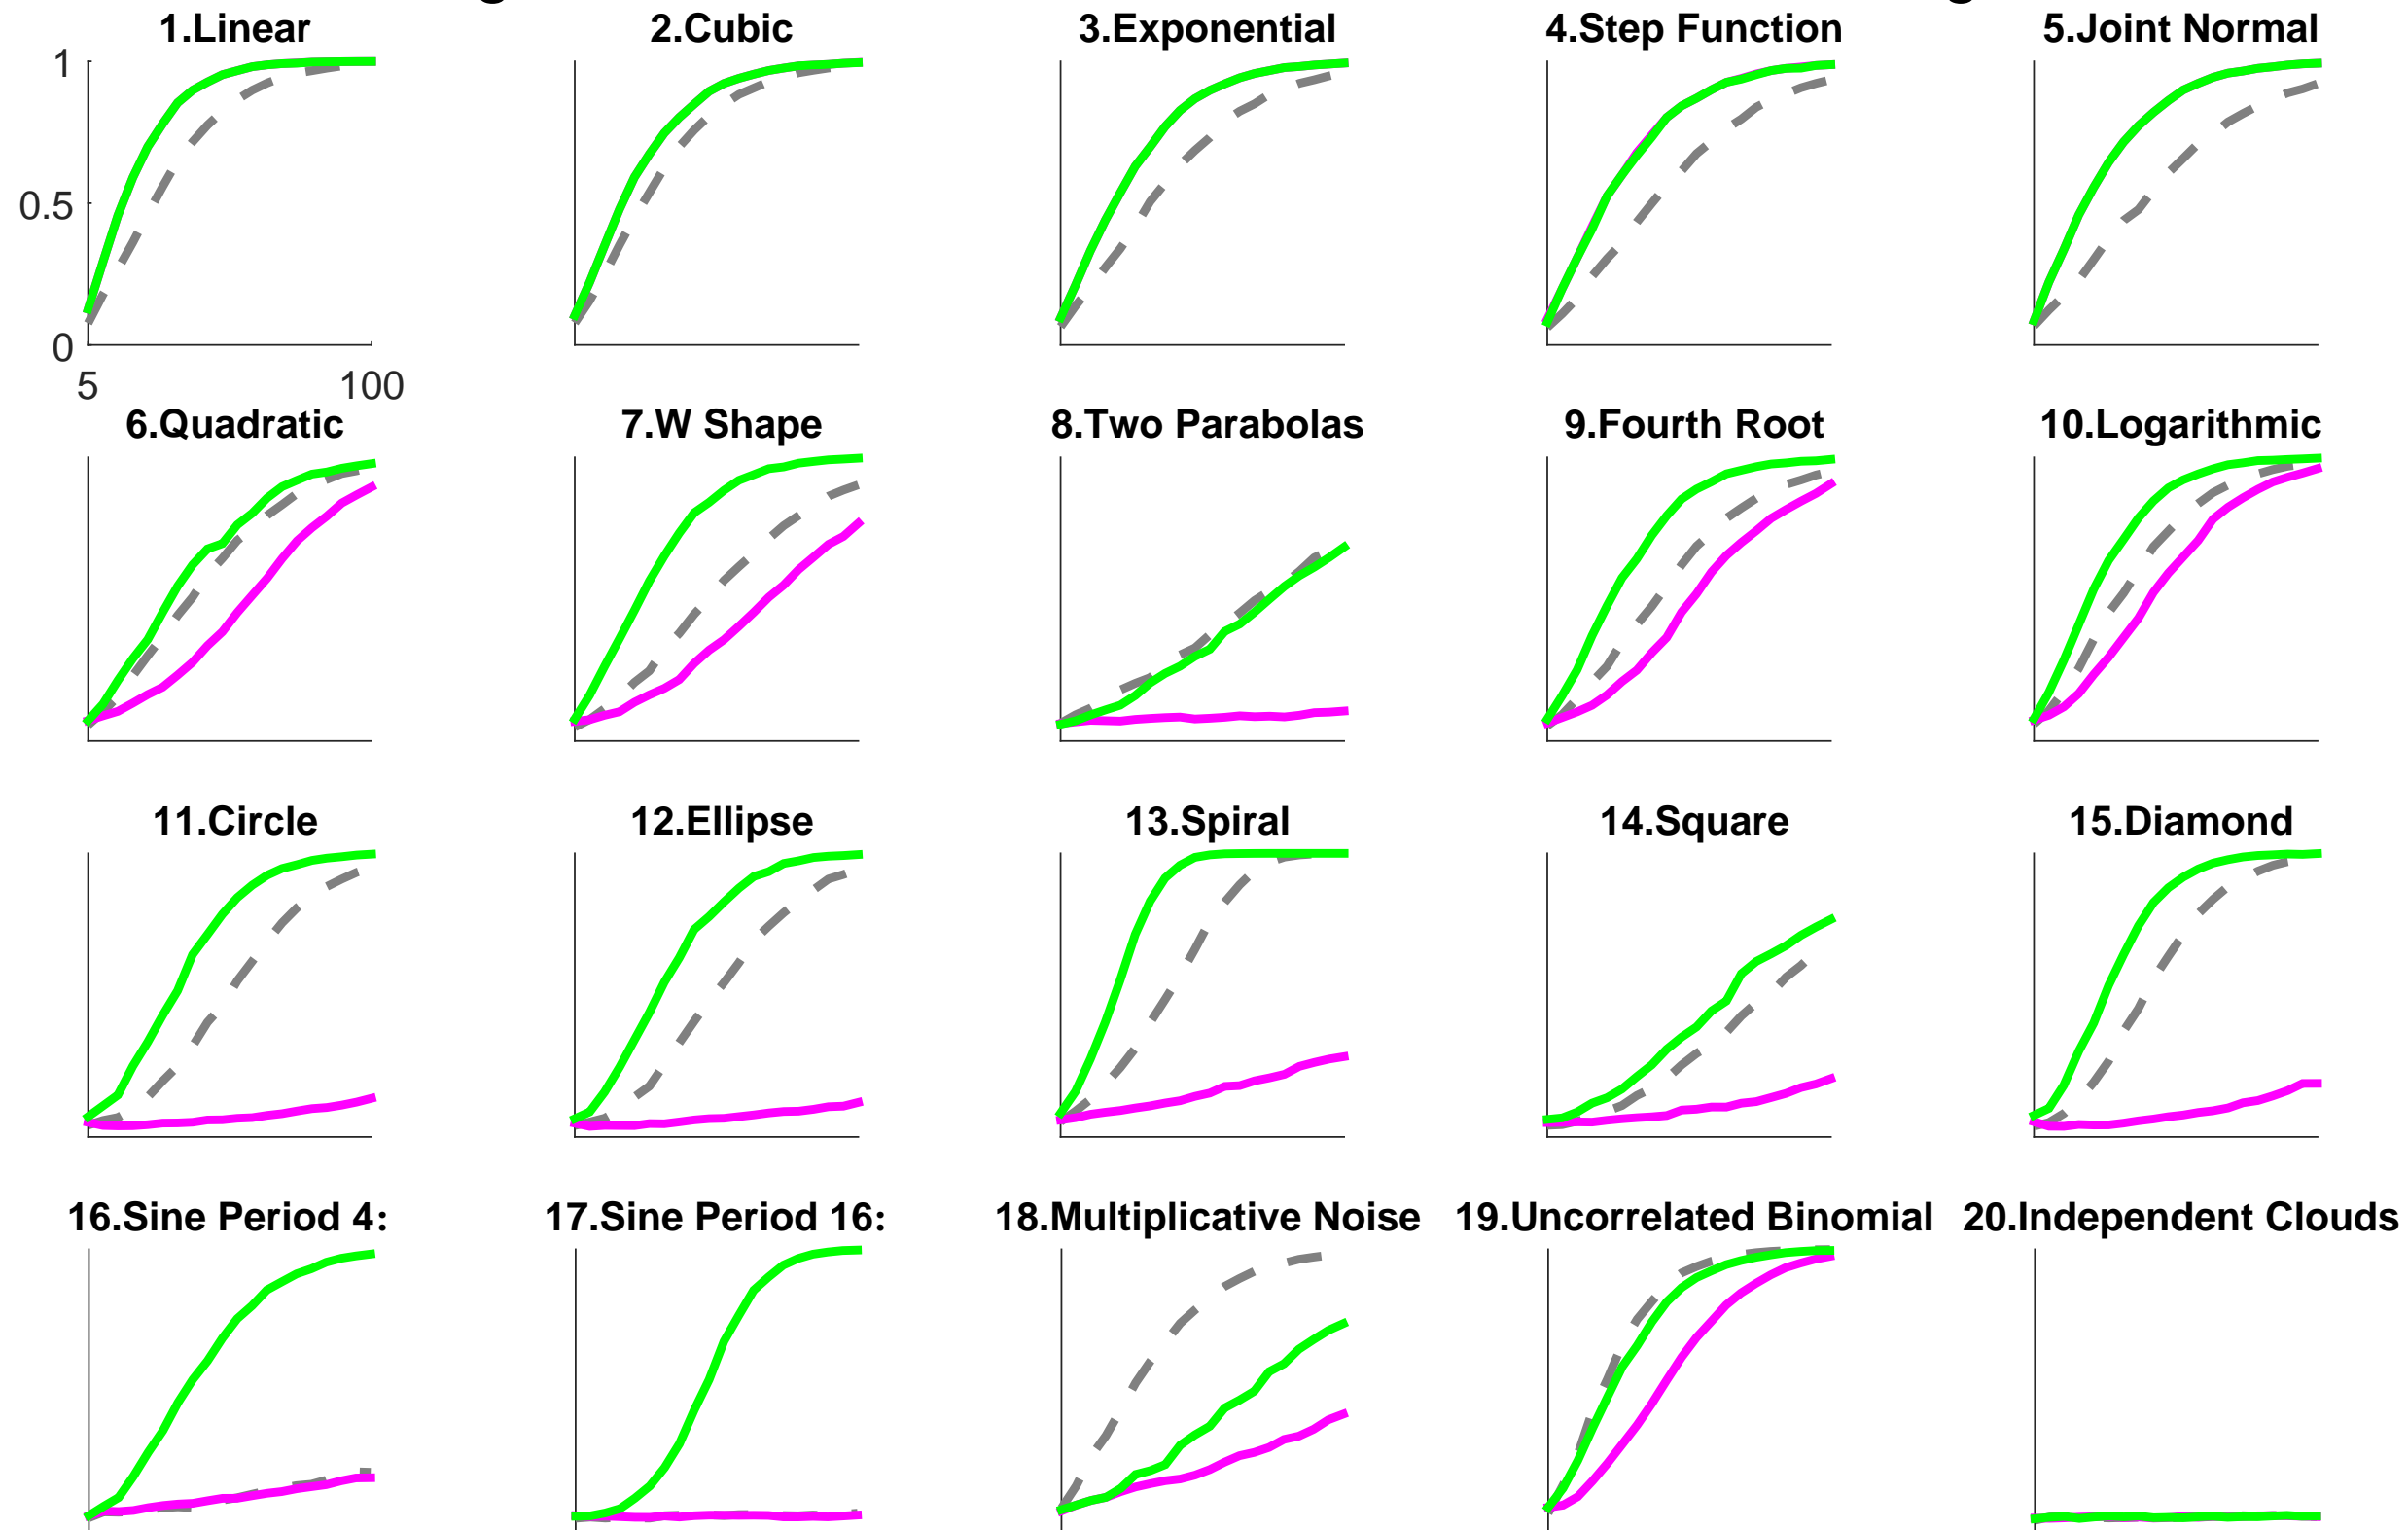 1.Linear
2.Cubic
3.Exponential
4.Step Function
5.Joint Normal
1
0.5
0
5
100
6.Quadratic
7.W Shape
8.Two Parabolas
9.Fourth Root
10.Logarithmic
11.Circle
12.Ellipse
13.Spiral
14.Square
15.Diamond
16.Sine Period 4:
17.Sine Period 16:
18.Multiplicative Noise
19.Uncorrelated Binomial
20.Independent Clouds